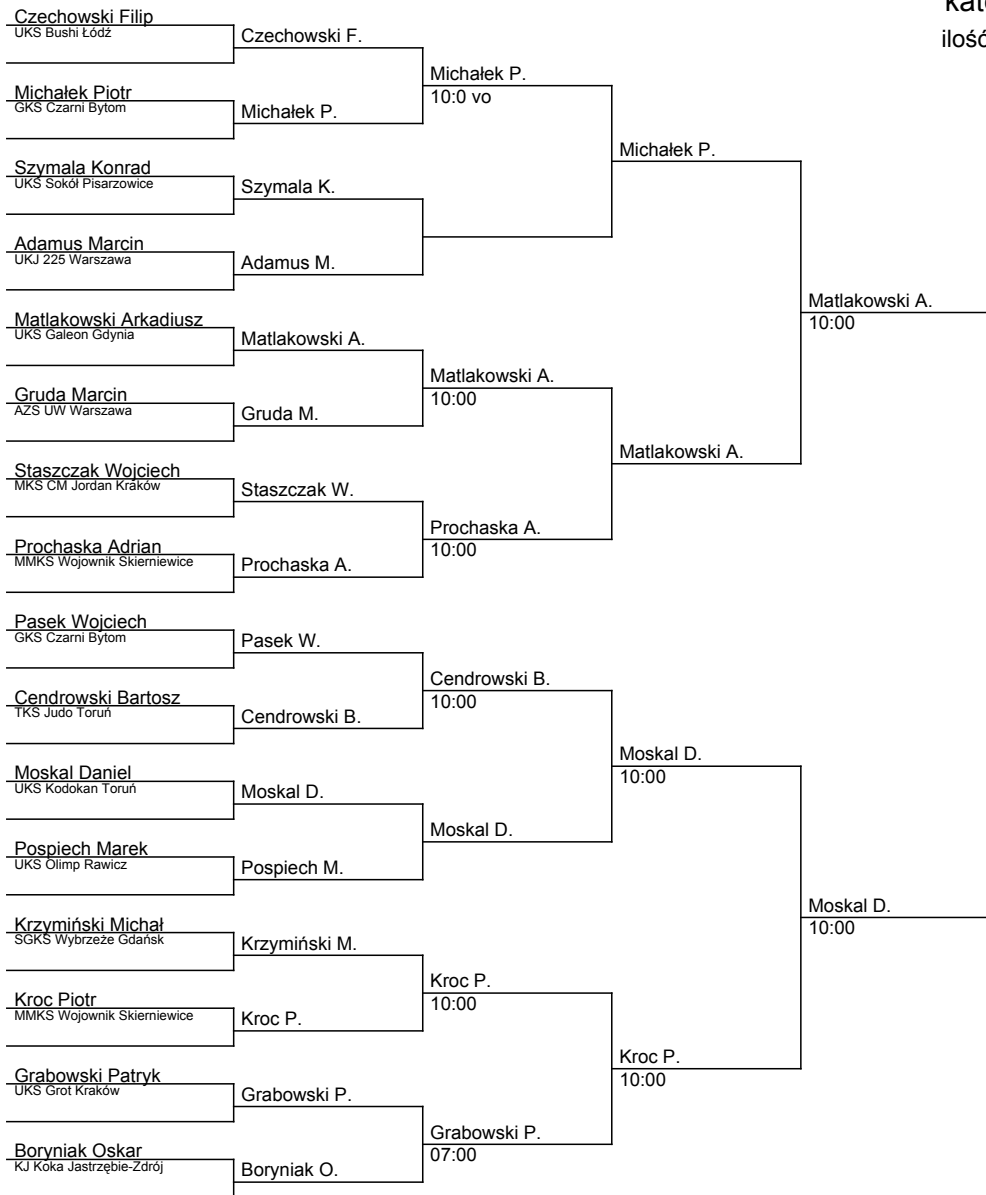 kat
ilość
Czechowski Filip
UKS Bushi Łódź
Michałek Piotr
GKS Czarni Bytom
Szymala Konrad
UKS Sokół Pisarzowice
Adamus Marcin
UKJ 225 Warszawa
Matlakowski Arkadiusz
UKS Galeon Gdynia
Gruda Marcin
AZS UW Warszawa
Staszczak Wojciech
MKS CM Jordan Kraków
Prochaska Adrian
MMKS Wojownik Skierniewice
Pasek Wojciech
GKS Czarni Bytom
Cendrowski Bartosz
TKS Judo Toruń
Moskal Daniel
UKS Kodokan Toruń
Pospiech Marek
UKS Olimp Rawicz
Krzymiński Michał
SGKS Wybrzeże Gdańsk
Kroc Piotr
MMKS Wojownik Skierniewice
Grabowski Patryk
UKS Grot Kraków
Boryniak Oskar
KJ Koka Jastrzębie-Zdrój
Czechowski F.
Michałek P.
Szymala K.
Adamus M.
Matlakowski A.
Gruda M.
Staszczak W.
Prochaska A.
Pasek W.
Cendrowski B.
Moskal D.
Pospiech M.
Krzymiński M.
Kroc P.
Grabowski P.
Boryniak O.
Michałek P.
10:0 vo
Matlakowski A.
10:00
Prochaska A.
10:00
Cendrowski B.
10:00
Moskal D.
Kroc P.
10:00
Grabowski P.
07:00
Michałek P.
Matlakowski A.
Moskal D.
10:00
Kroc P.
10:00
Matlakowski A.
10:00
Moskal D.
10:00